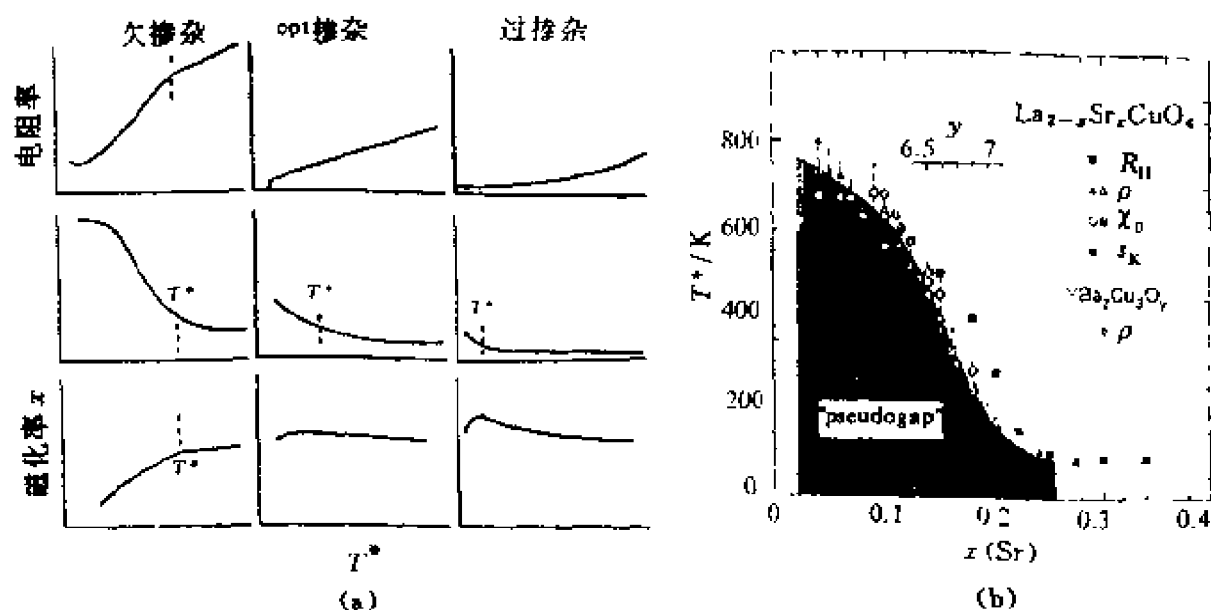 欠掺杂 opt掺杂 过掺杂
电阻率
T*
T*
T*
磁化率 x
T*
T*
(a)
La₂₋ₓSrₓCuO₄
y
6.5 7
R_H
ρ
χ₀
ρ
T*/K
800
600
400
200
0
"pseudogap"
0 0.1 0.2 0.3 0.4
x (Sr)
(b)